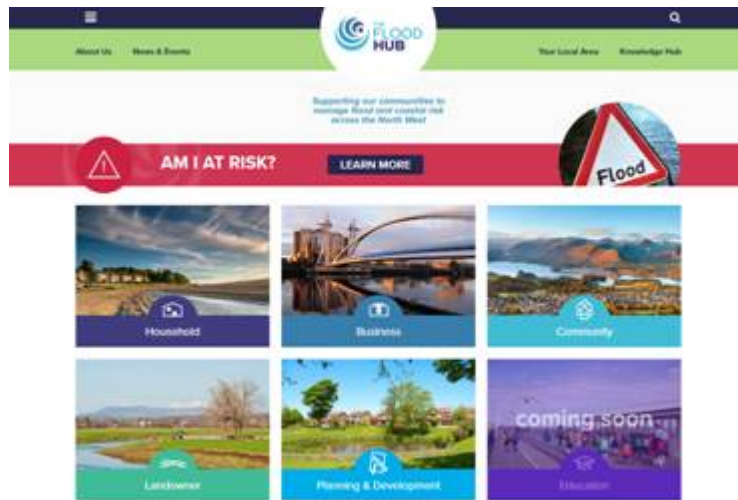 THE
FLOOD
HUB
About Us
News & Events
Your Local Area
Knowledge Hub
Supporting our communities to
manage flood and coastal risk
across the North West
AM I AT RISK?
LEARN MORE
Flood
Household
Business
Community
coming soon
Landowner
Planning & Development
Education